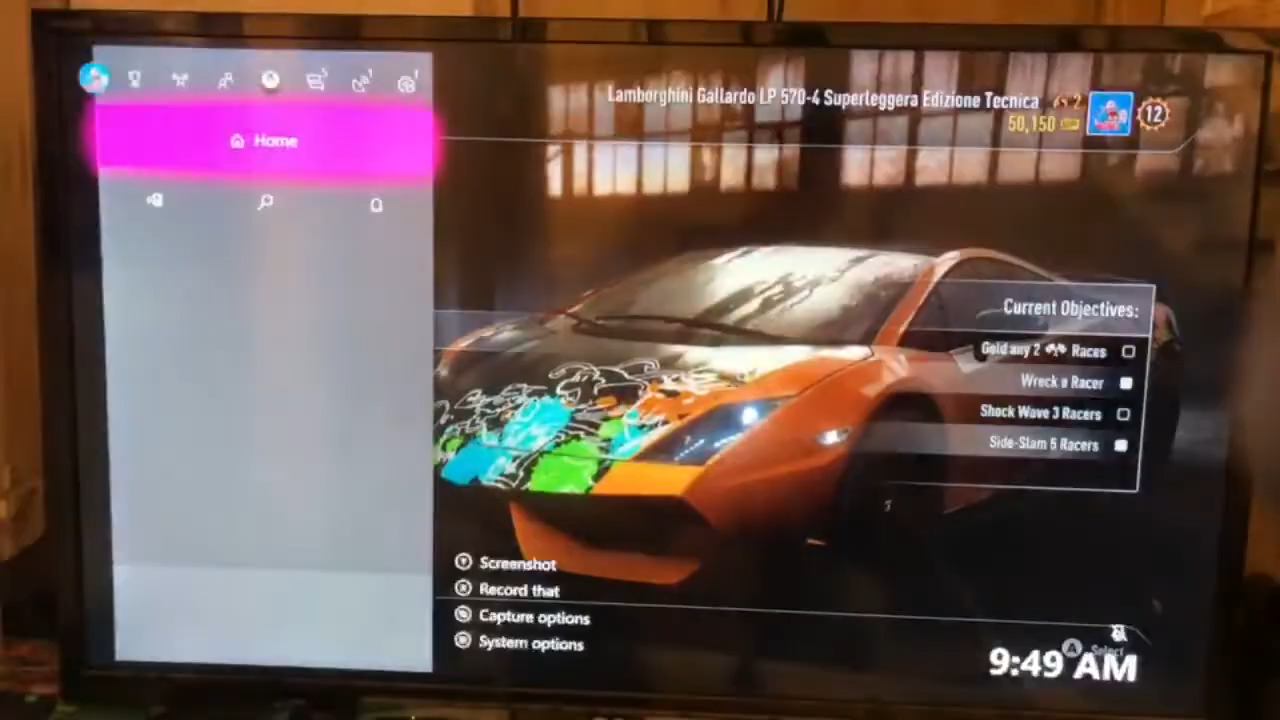 Lamborghini Gallardo LP 570-4 Superleggera Edizione Tecnica
50,150
12
Home
Current Objectives:
Gold any 2 Races
Wreck a Racer
Shock Wave 3 Racers
Side-Slam 5 Racers
Screenshot
Record that
Capture options
System options
Select
9:49 AM